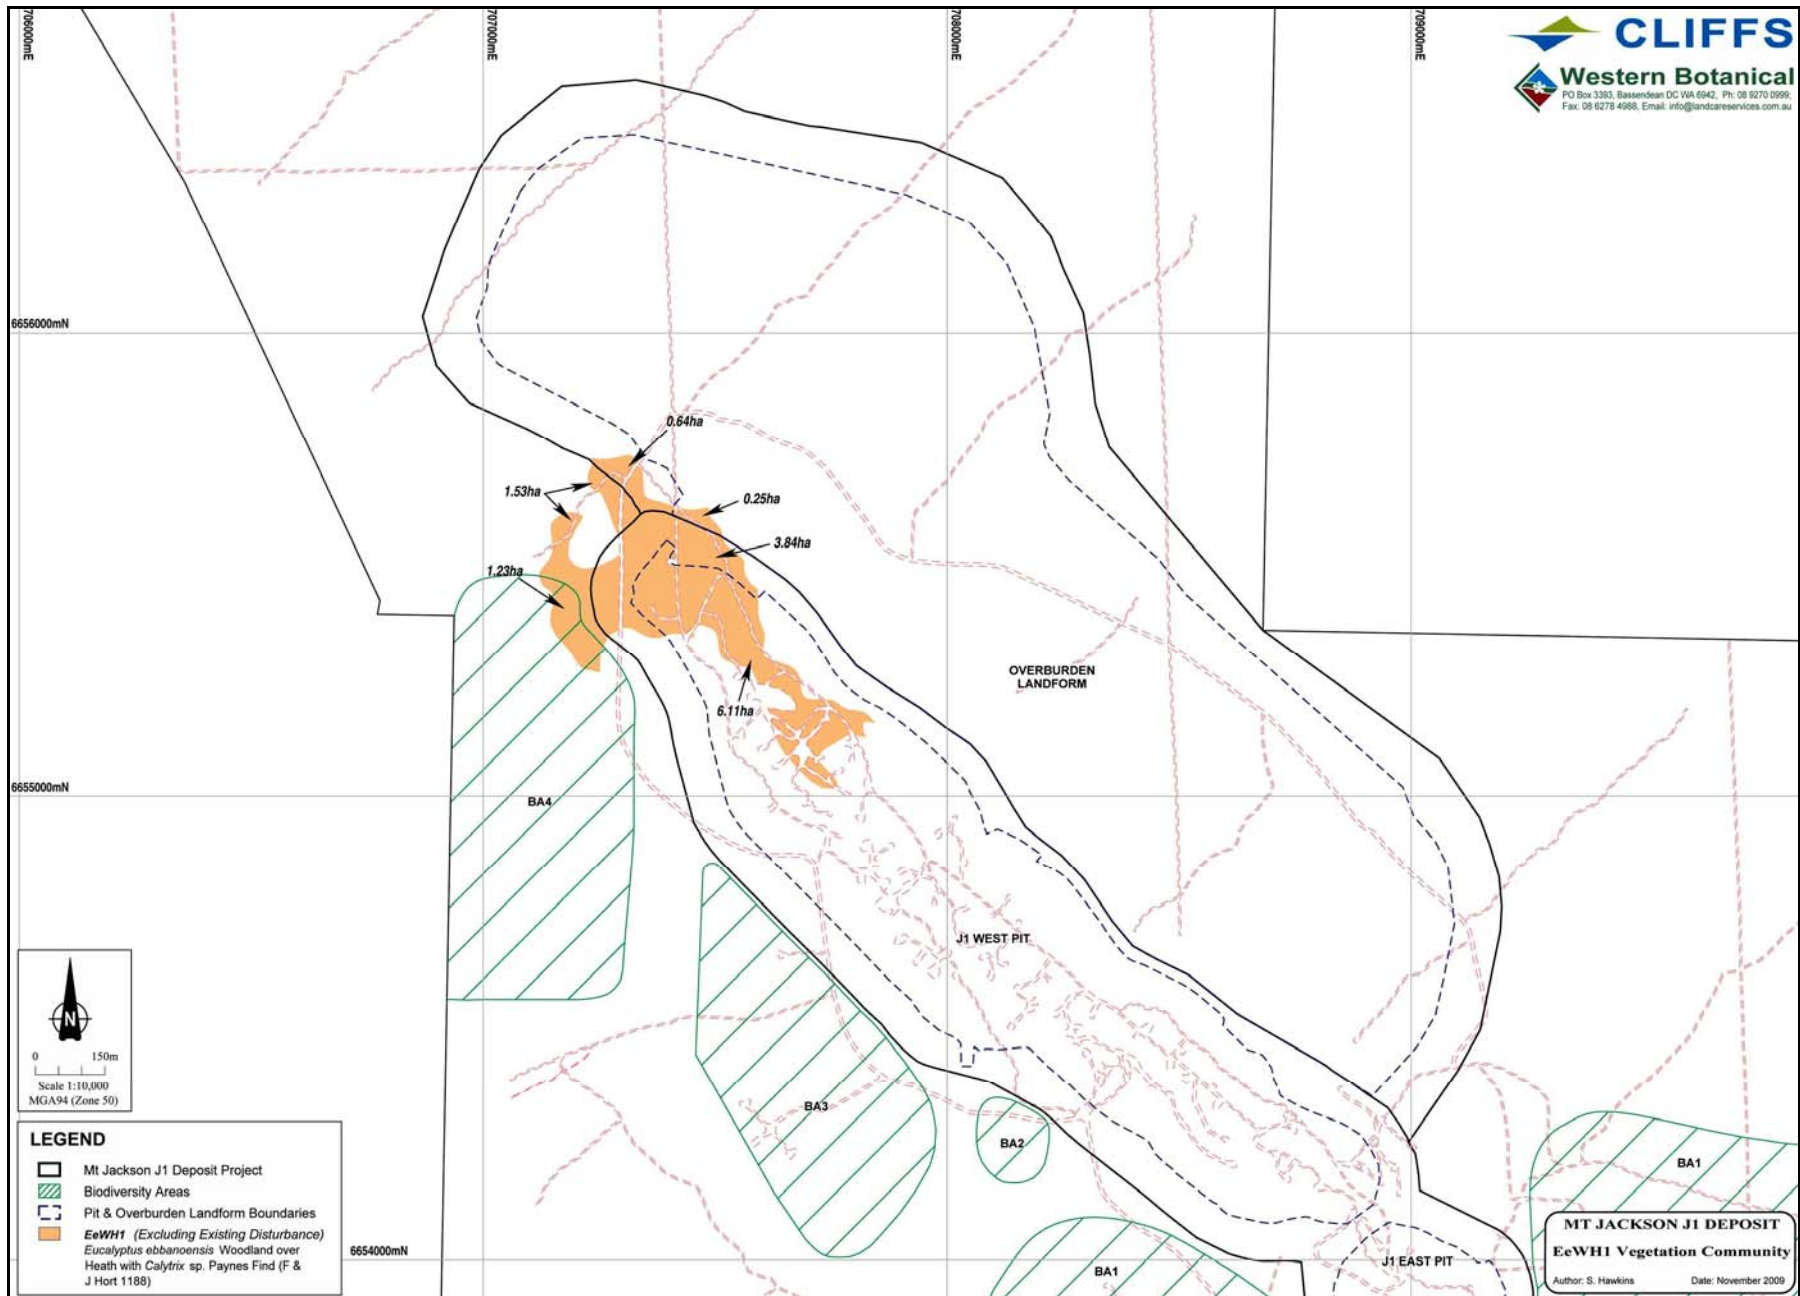 706000mE
707000mE
708000mE
709000mE
CLIFFS
Western Botanical
PO Box 3393, Bassendean DC WA 6942, Ph: 08 9270 0999;
Fax: 08 6278 4988, Email: info@landcareservices.com.au
6656000mN
0.64ha
1.53ha
0.25ha
3.84ha
1.23ha
OVERBURDEN
LANDFORM
6.11ha
6655000mN
BA4
J1 WEST PIT
N
0 150m
Scale 1:10,000
MGA94 (Zone 50)
BA3
BA2
BA1
LEGEND
Mt Jackson J1 Deposit Project
Biodiversity Areas
Pit & Overburden Landform Boundaries
EeWH1 (Excluding Existing Disturbance)
Eucalyptus ebbanoensis Woodland over
Heath with Calytrix sp. Paynes Find (F &
J Hort 1188)
6654000mN
BA1
J1 EAST PIT
MT JACKSON J1 DEPOSIT
EeWH1 Vegetation Community
Author: S. Hawkins Date: November 2009